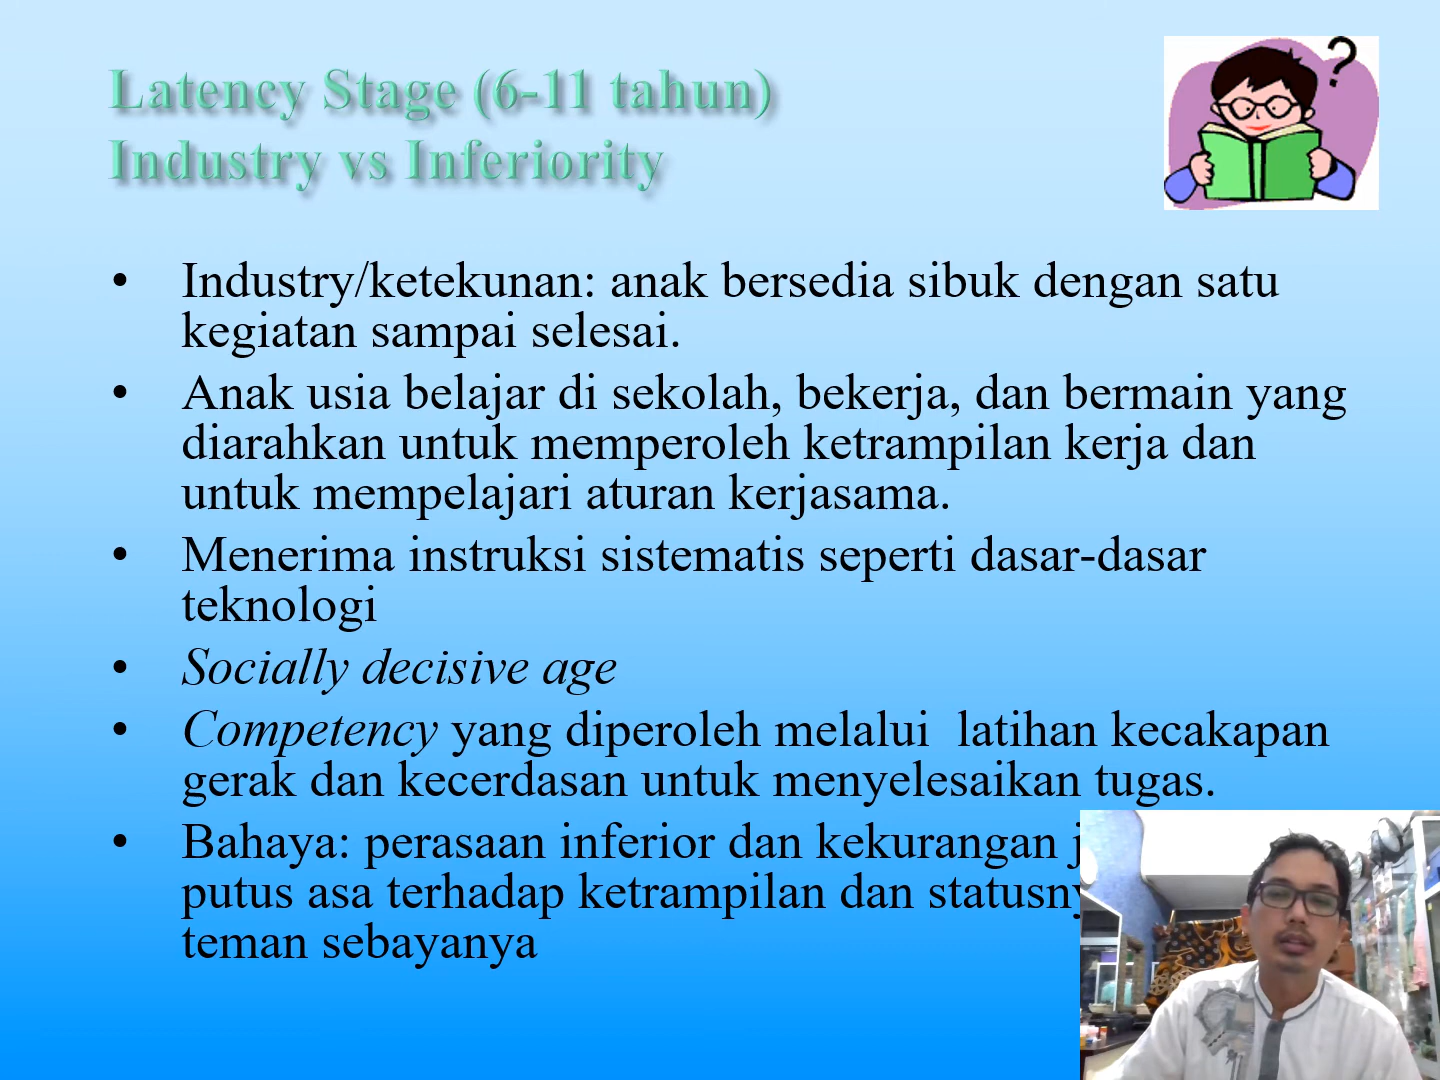 Latency Stage (6-11 tahun)
Industry vs Inferiority
?
• Industry/ketekunan: anak bersedia sibuk dengan satu
kegiatan sampai selesai.
• Anak usia belajar di sekolah, bekerja, dan bermain yang
diarahkan untuk memperoleh ketrampilan kerja dan
untuk mempelajari aturan kerjasama.
• Menerima instruksi sistematis seperti dasar-dasar
teknologi
• Socially decisive age
• Competency yang diperoleh melalui latihan kecakapan
gerak dan kecerdasan untuk menyelesaikan tugas.
• Bahaya: perasaan inferior dan kekurangan
putus asa terhadap ketrampilan dan
teman sebayanya